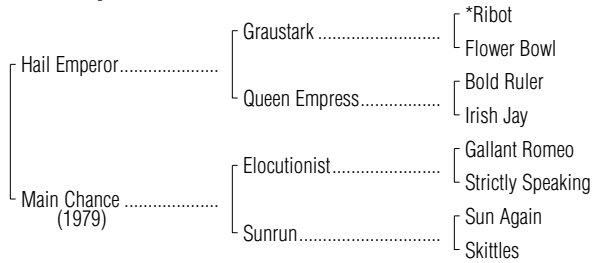 *Ribot
Graustark ........................
Flower Bowl
Hail Emperor....................
Bold Ruler
Queen Empress................
Irish Jay
Gallant Romeo
Elocutionist......................
Strictly Speaking
Main Chance ...................
(1979)
Sun Again
Sunrun.............................
Skittles